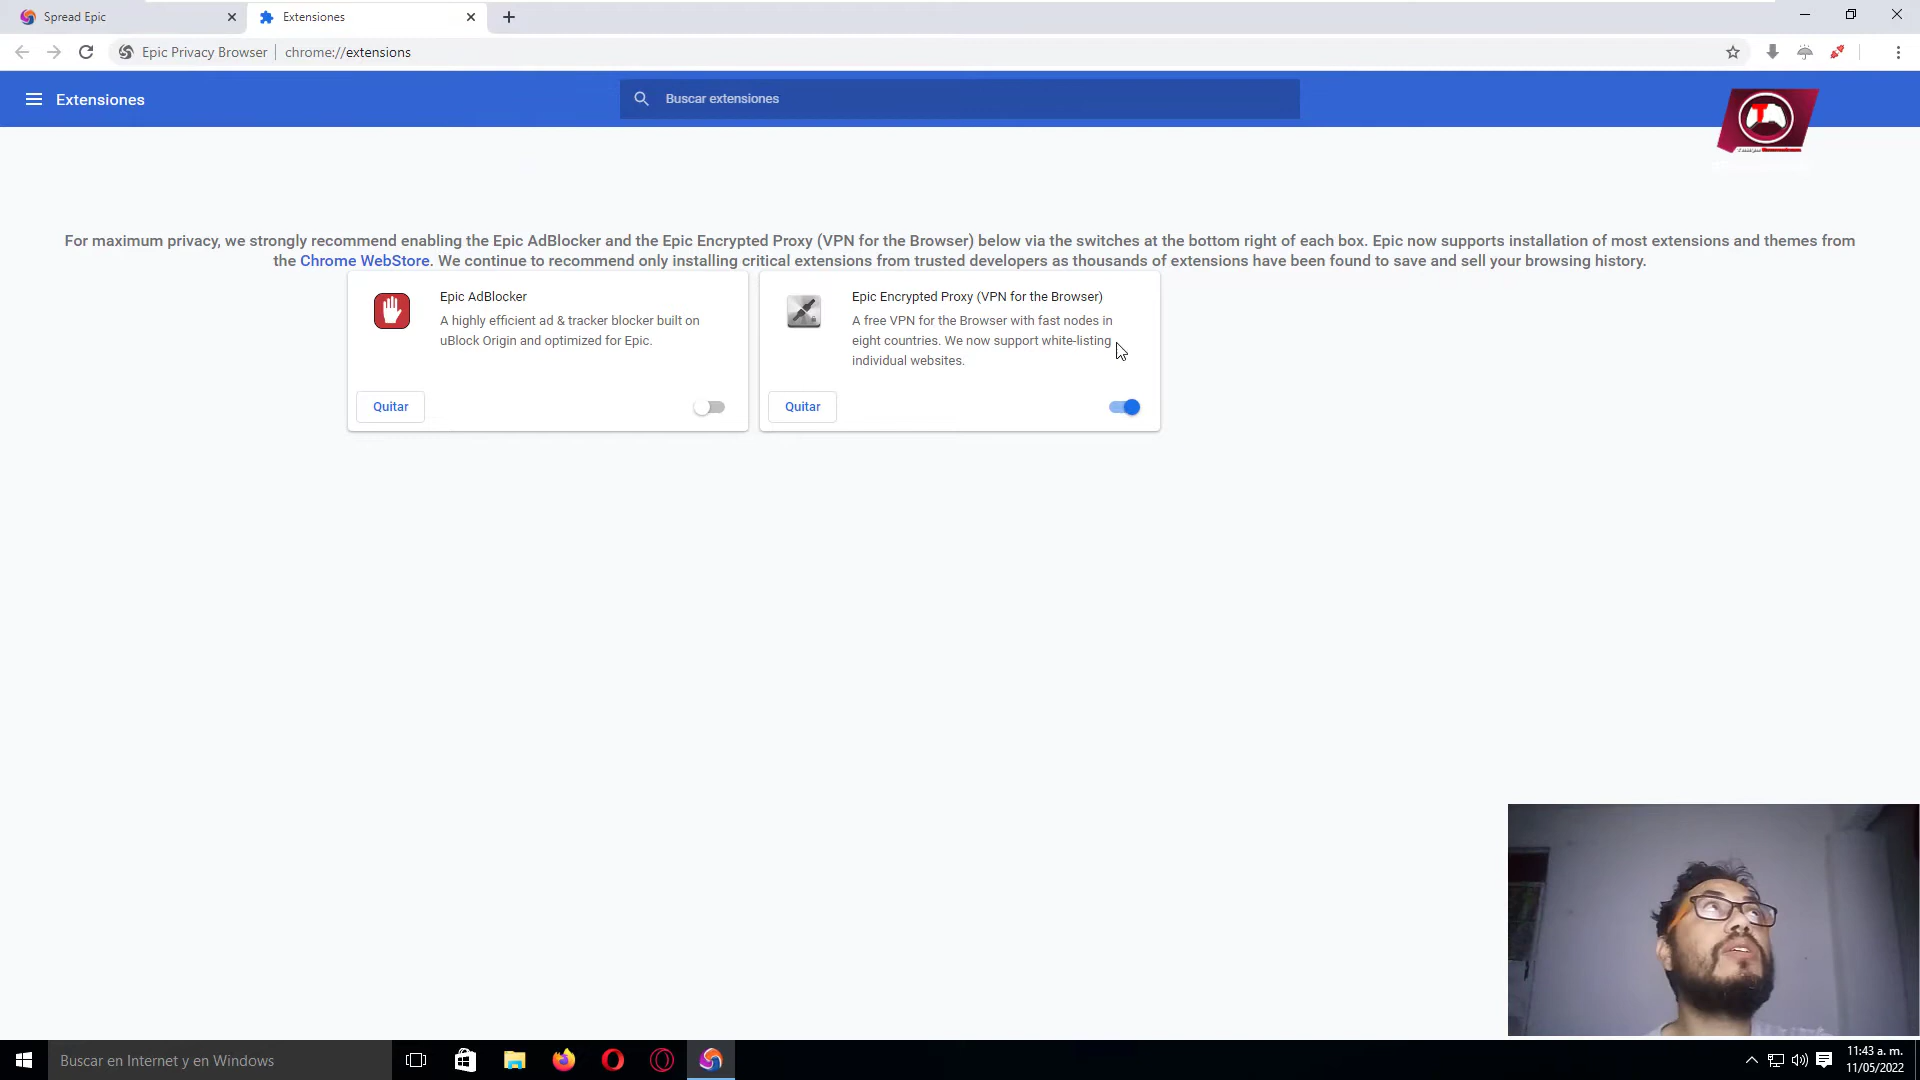 Spread Epic
Extensiones
Epic Privacy Browser
chrome://extensions
Extensiones
Buscar extensiones
For maximum privacy, we strongly recommend enabling the Epic AdBlocker and the Epic Encrypted Proxy (VPN for the Browser) below via the switches at the bottom right of each box. Epic now supports installation of most extensions and themes from
the Chrome WebStore. We continue to recommend only installing critical extensions from trusted developers as thousands of extensions have been found to save and sell your browsing history.
Epic AdBlocker
A highly efficient ad & tracker blocker built on
uBlock Origin and optimized for Epic.
Quitar
Epic Encrypted Proxy (VPN for the Browser)
A free VPN for the Browser with fast nodes in
eight countries. We now support white-listing
individual websites.
Quitar
Buscar en Internet y en Windows
11:43 a. m.
11/05/2022